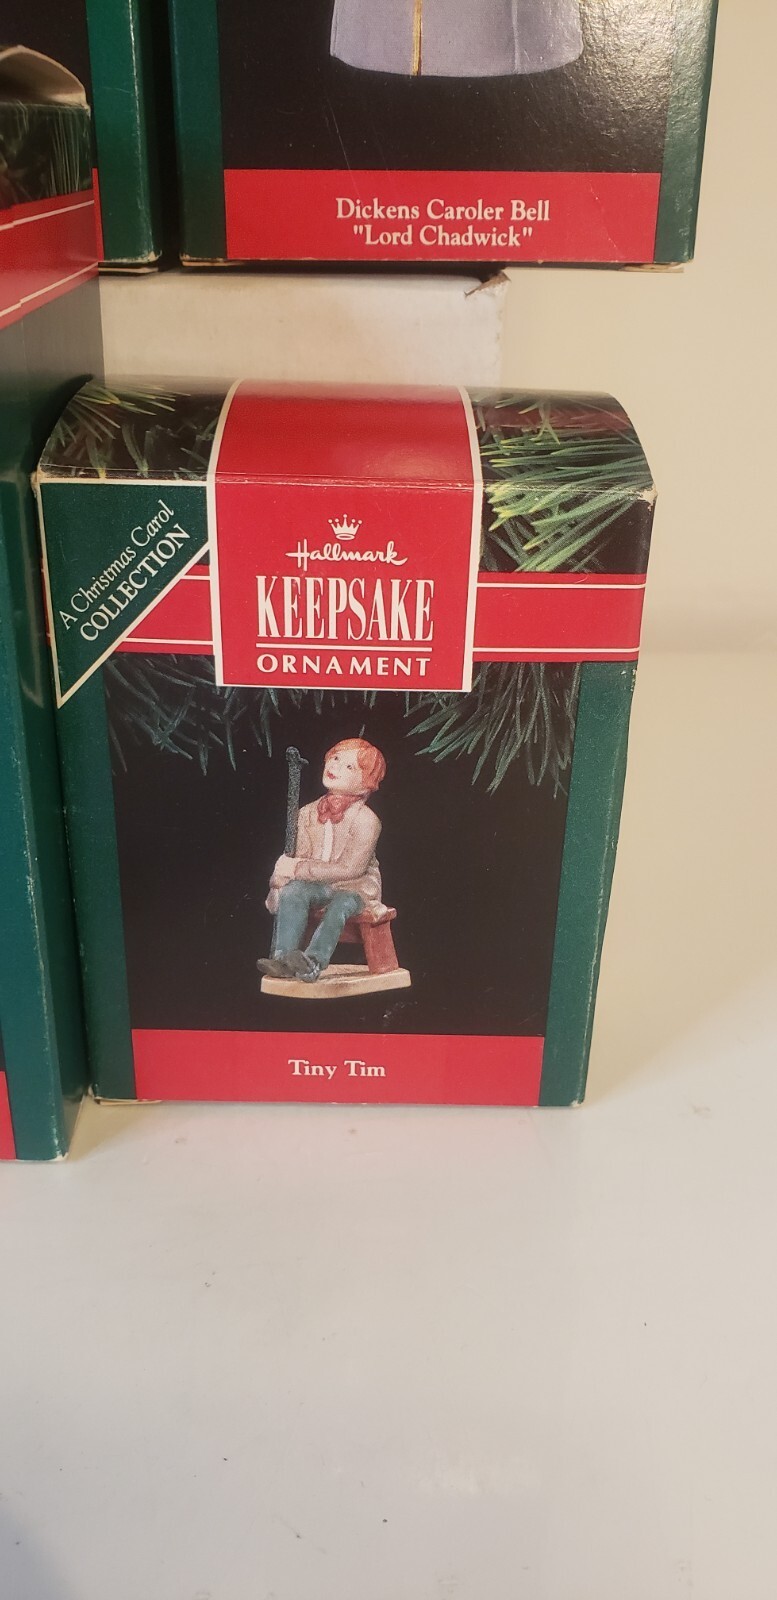 Dickens Caroler Bell
"Lord Chadwick"
A Christmas Carol
COLLECTION
Hallmark
KEEPSAKE
ORNAMENT
Tiny Tim